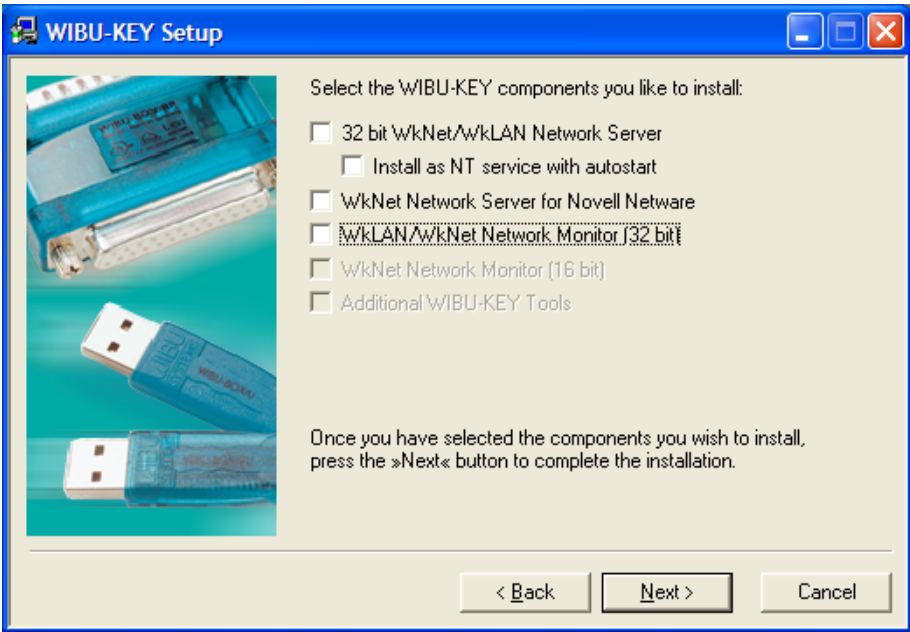 WIBU-KEY Setup
Select the WIBU-KEY components you like to install:
32 bit WkNet/WkLAN Network Server
Install as NT service with autostart
WkNet Network Server for Novell Netware
WkLAN/WkNet Network Monitor (32 bit)
WkNet Network Monitor (16 bit)
Additional WIBU-KEY Tools
WIBU
WIBU-BOX/U
Once you have selected the components you wish to install,
press the »Next« button to complete the installation.
< Back
Next >
Cancel